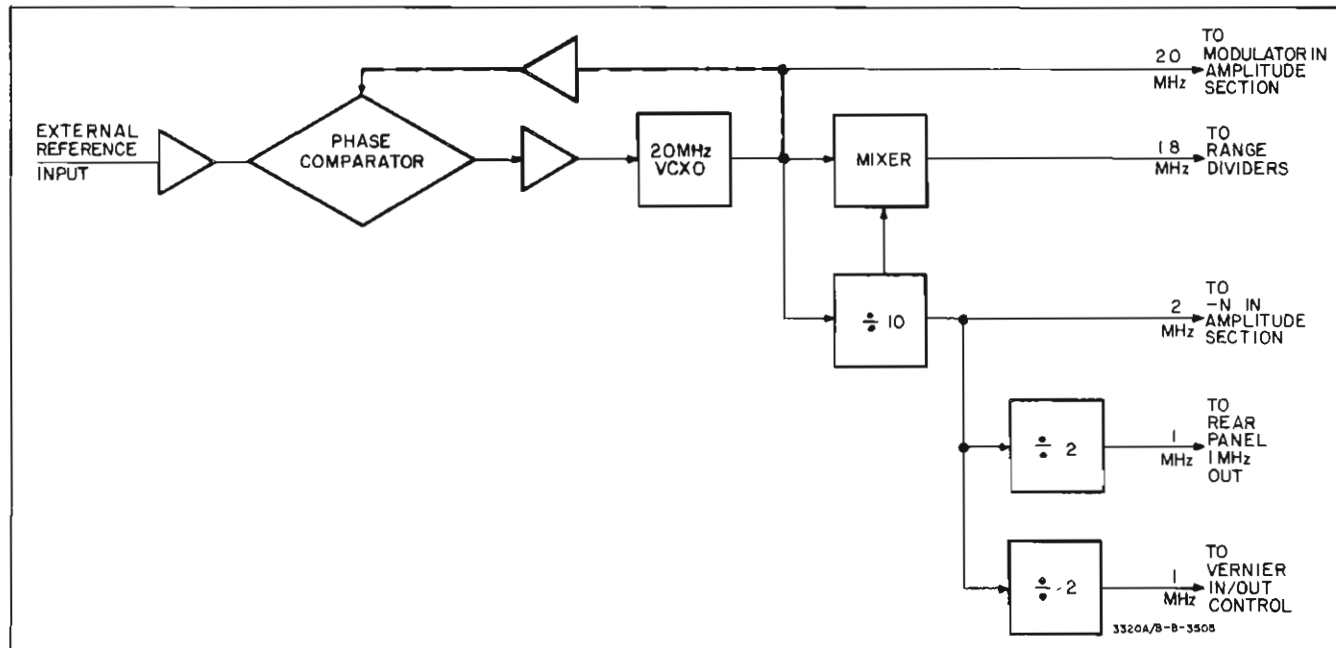 20
MHz
TO
MODULATOR IN
AMPLITUDE
SECTION
EXTERNAL
REFERENCE
INPUT
PHASE
COMPARATOR
20MHz
VCXO
MIXER
18
MHz
TO
RANGE
DIVIDERS
÷ 10
2
MHz
TO
-N IN
AMPLITUDE
SECTION
÷ 2
1
MHz
TO
REAR
PANEL
1 MHz
OUT
÷ 2
1
MHz
TO
VERNIER
IN/OUT
CONTROL
3320A/B-B-3508